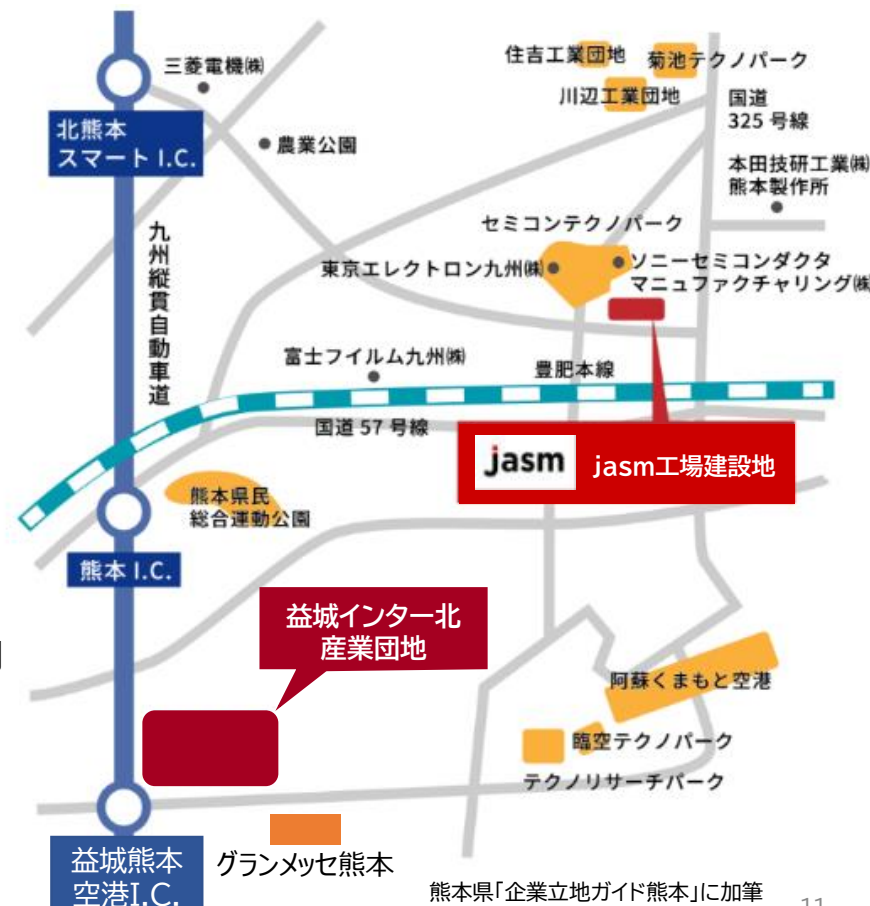 三菱電機㈱
北熊本
スマート I.C.
農業公園
住吉工業団地
菊池テクノパーク
川辺工業団地
国道
325 号線
本田技研工業㈱
熊本製作所
セミコンテクノパーク
東京エレクトロン九州㈱
ソニーセミコンダクタ
マニュファクチャリング㈱
九州縦貫自動車道
富士フイルム九州㈱
豊肥本線
国道 57 号線
jasm
jasm工場建設地
熊本県民
総合運動公園
熊本 I.C.
益城インター北
産業団地
阿蘇くまもと空港
臨空テクノパーク
テクノリサーチパーク
益城熊本
空港I.C.
グランメッセ熊本
熊本県「企業立地ガイド熊本」に加筆
11